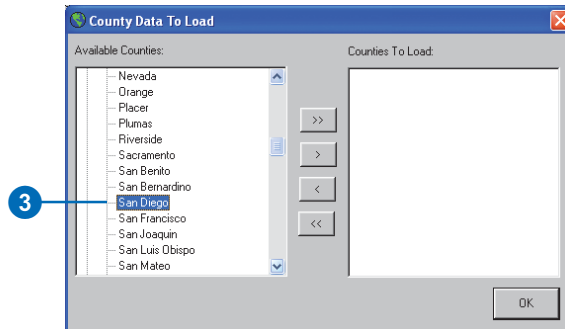 County Data To Load
Available Counties:
Counties To Load:
Nevada
Orange
Placer
Plumas
Riverside
Sacramento
San Benito
San Bernardino
San Diego
San Francisco
San Joaquin
San Luis Obispo
San Mateo
>>
>
<
<<
3
OK